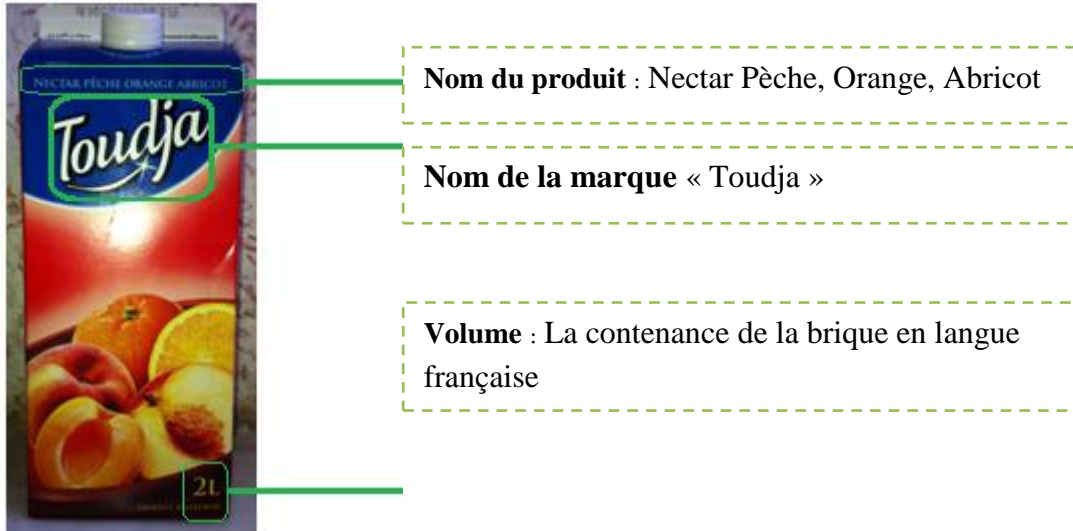 NECTAR PÊCHE ORANGE ABRICOT
Toudja
2L
Nom du produit : Nectar Pèche, Orange, Abricot
Nom de la marque « Toudja »
Volume : La contenance de la brique en langue
française